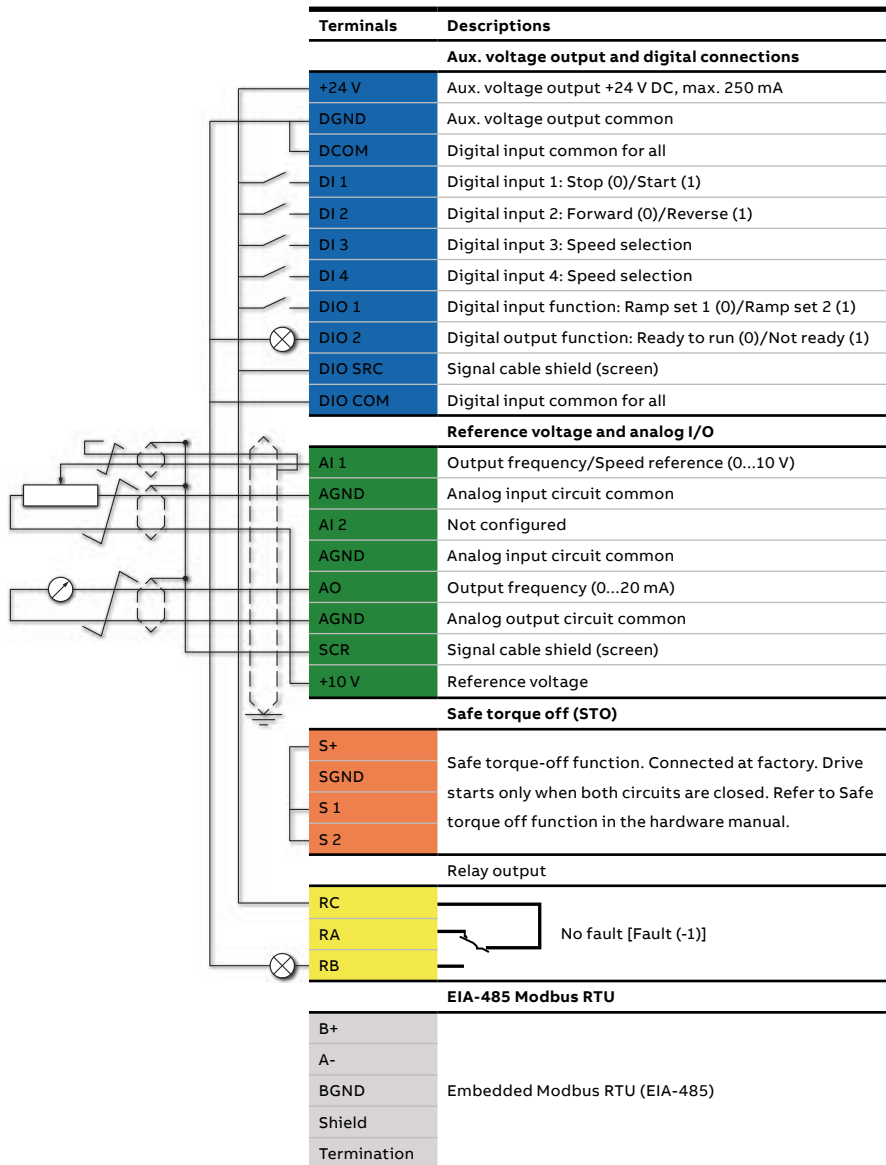 Terminals Descriptions
Aux. voltage output and digital connections
+24 V Aux. voltage output +24 V DC, max. 250 mA
DGND Aux. voltage output common
DCOM Digital input common for all
DI 1 Digital input 1: Stop (0)/Start (1)
DI 2 Digital input 2: Forward (0)/Reverse (1)
DI 3 Digital input 3: Speed selection
DI 4 Digital input 4: Speed selection
DIO 1 Digital input function: Ramp set 1 (0)/Ramp set 2 (1)
DIO 2 Digital output function: Ready to run (0)/Not ready (1)
DIO SRC Signal cable shield (screen)
DIO COM Digital input common for all
Reference voltage and analog I/O
AI 1 Output frequency/Speed reference (0...10 V)
AGND Analog input circuit common
AI 2 Not configured
AGND Analog input circuit common
AO Output frequency (0...20 mA)
AGND Analog output circuit common
SCR Signal cable shield (screen)
+10 V Reference voltage
Safe torque off (STO)
S+
SGND
S 1
S 2
Safe torque-off function. Connected at factory. Drive
starts only when both circuits are closed. Refer to Safe
torque off function in the hardware manual.
Relay output
RC
RA No fault [Fault (-1)]
RB
EIA-485 Modbus RTU
B+
A-
BGND Embedded Modbus RTU (EIA-485)
Shield
Termination